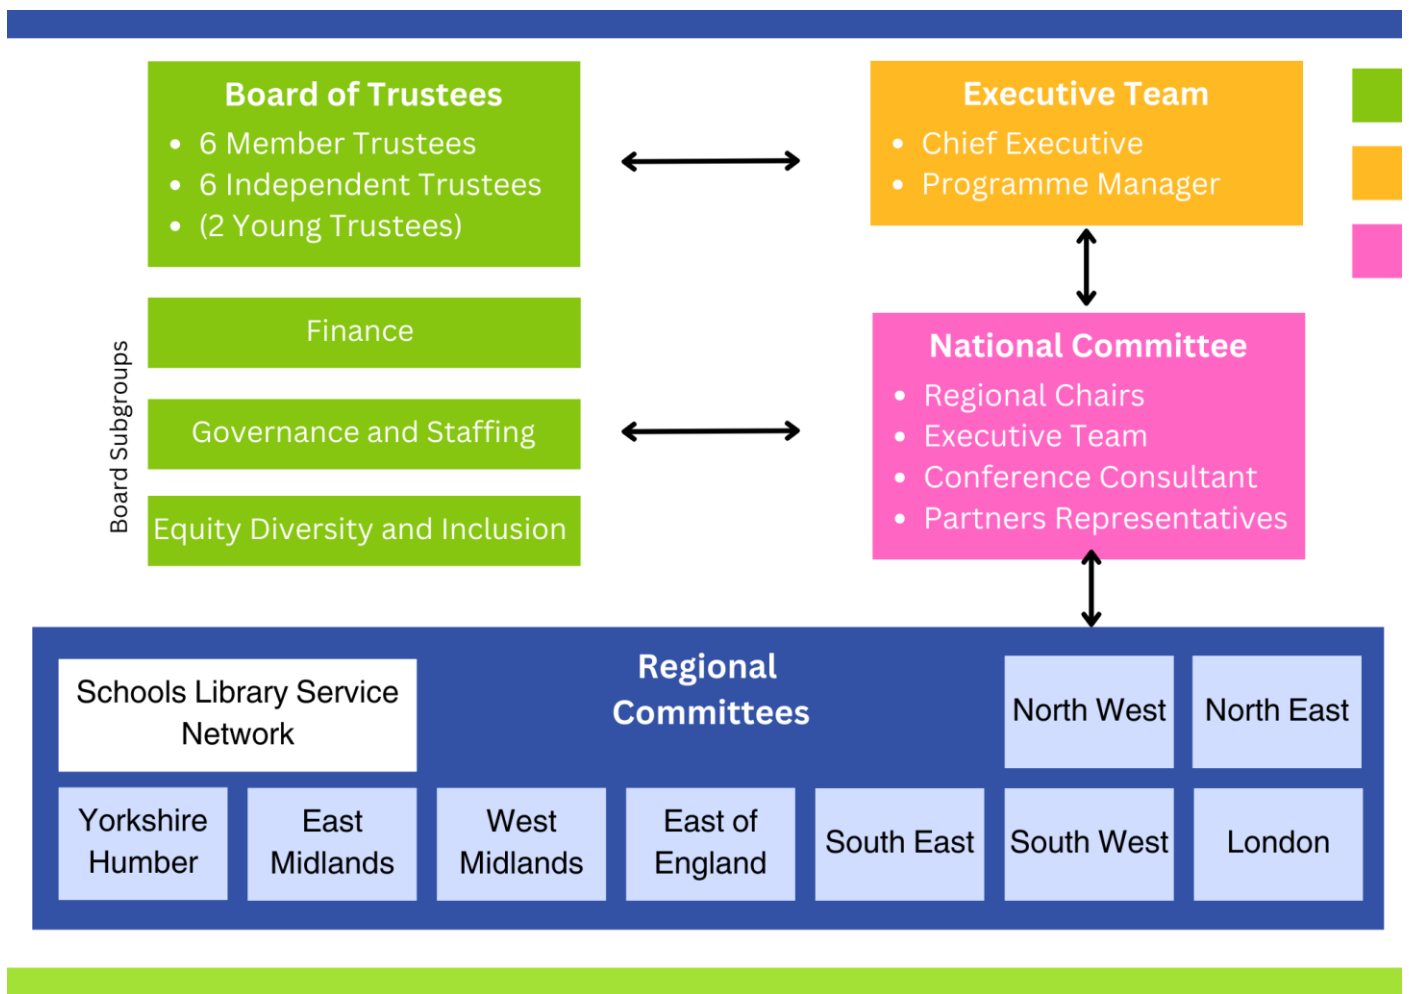 Board of Trustees
• 6 Member Trustees
• 6 Independent Trustees
• (2 Young Trustees)
Executive Team
• Chief Executive
• Programme Manager
Board Subgroups
Finance
Governance and Staffing
Equity Diversity and Inclusion
National Committee
• Regional Chairs
• Executive Team
• Conference Consultant
• Partners Representatives
Regional
Committees
Schools Library Service
Network
North West
North East
Yorkshire
Humber
East
Midlands
West
Midlands
East of
England
South East
South West
London